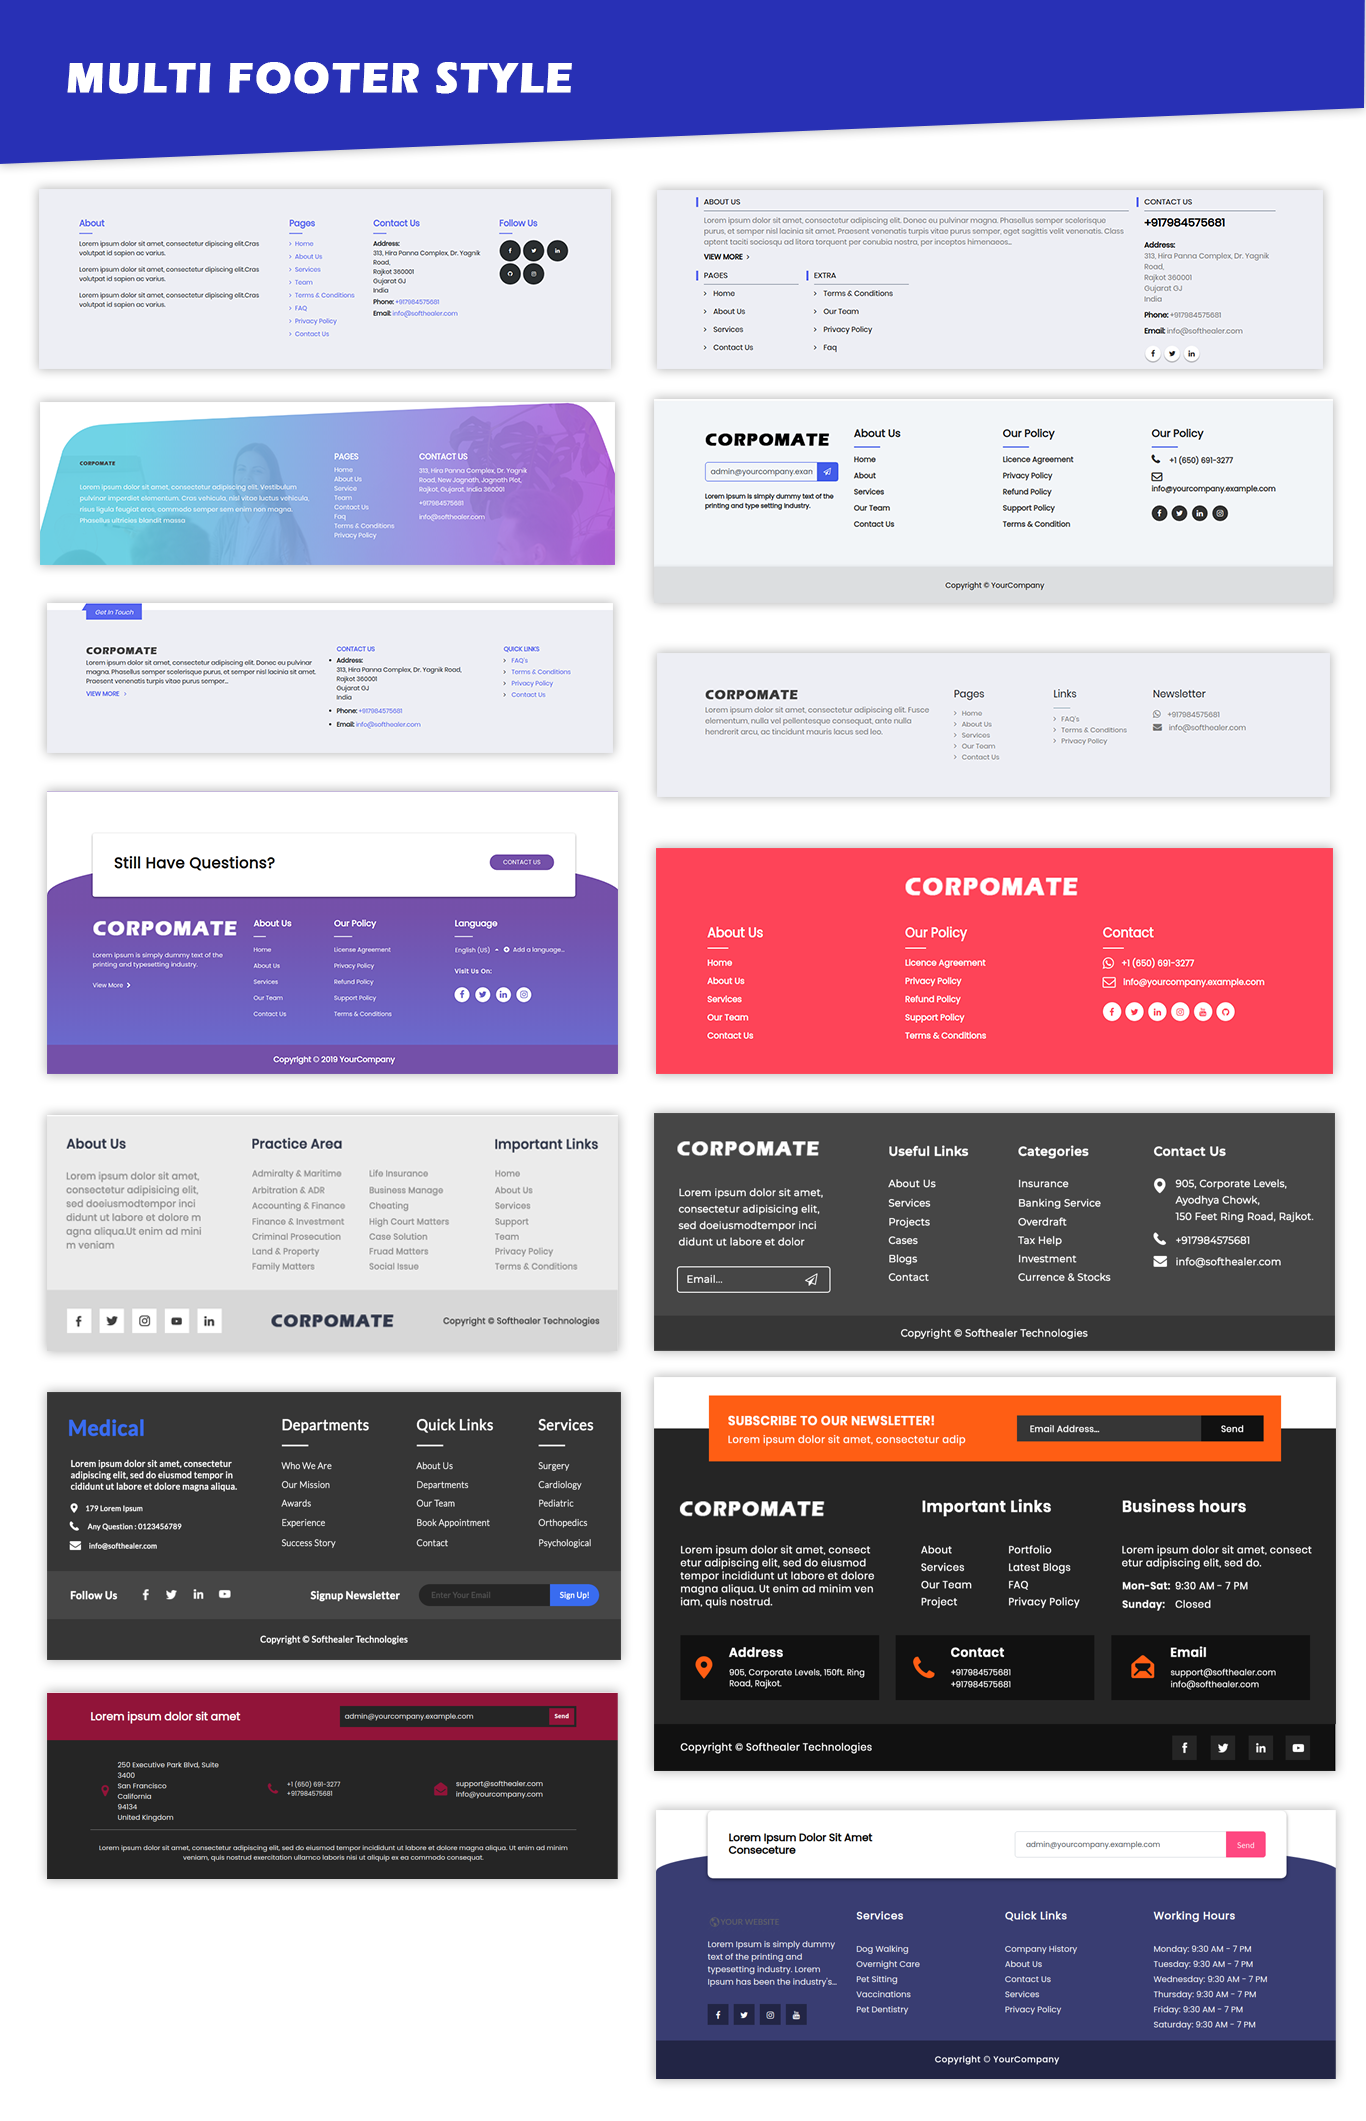 MULTI FOOTER STYLE
About
Lorem ipsum dolor sit amet, consectetur dipiscing elit,Cras
volutpat id sapien ac varius.
Lorem ipsum dolor sit amet, consectetur dipiscing elit,Cras
volutpat id sapien ac varius.
Lorem ipsum dolor sit amet, consectetur dipiscing elit,Cras
volutpat id sapien ac varius.
Pages
Home
About Us
Services
Team
Terms & Conditions
FAQ
Privacy Policy
Contact Us
Contact Us
Address:
313, Hira Panna Complex, Dr. Yagnik
Road,
Rajkot 360001
Gujarat GJ
India
Phone: +917984575681
Email: info@softhealer.com
Follow Us
ABOUT US
Lorem ipsum dolor sit amet, consectetur adipiscing elit. Donec eu pulvinar magna. Phasellus semper scelerisque
purus, et semper nisl lacinia sit amet. Praesent venenatis turpis vitae purus semper, eget sagittis velit venenatis. Class
aptent taciti sociosqu ad litora torquent per conubia nostra, per inceptos himenaeos...
VIEW MORE
PAGES
Home
About Us
Services
Contact Us
EXTRA
Terms & Conditions
Our Team
Privacy Policy
Faq
CONTACT US
+917984575681
Address:
313, Hira Panna Complex, Dr. Yagnik
Road,
Rajkot 360001
Gujarat GJ
India
Phone: +917984575681
Email: info@softhealer.com
CORPOMATE
Lorem ipsum dolor sit amet, consectetur adipiscing elit. Vestibulum
pulvinar imperdiet elementum. Cras vehicula, nisl vitae luctus vehicula,
risus ligula feugiat eros, commodo semper sem enim non magna.
Phasellus ultricies blandit massa
PAGES
Home
About Us
Service
Team
Contact Us
Faq
Terms & Conditions
Privacy Policy
CONTACT US
313, Hira Panna Complex, Dr. Yagnik
Road, New Jagnath, Jagnath Plot,
Rajkot, Gujarat, India 360001
+917984575681
info@softhealer.com
CORPOMATE
admin@yourcompany.exan
Lorem Ipsum is simply dummy text of the
printing and type setting Industry.
About Us
Home
About
Services
Our Team
Contact Us
Our Policy
Licence Agreement
Privacy Policy
Refund Policy
Support Policy
Terms & Condition
Our Policy
+1 (650) 691-3277
info@yourcompany.example.com
Copyright © YourCompany
Get In Touch
CORPOMATE
Lorem ipsum dolor sit amet, consectetur adipiscing elit. Donec eu pulvinar
magna. Phasellus semper scelerisque purus, et semper nisl lacinia sit amet.
Praesent venenatis turpis vitae purus semper...
VIEW MORE
CONTACT US
Address:
313, Hira Panna Complex, Dr. Yagnik Road,
Rajkot 360001
Gujarat GJ
India
Phone: +917984575681
Email: info@softhealer.com
QUICK LINKS
FAQ's
Terms & Conditions
Privacy Policy
Contact Us
CORPOMATE
Lorem ipsum dolor sit amet, consectetur adipiscing elit. Fusce
elementum, nulla vel pellentesque consequat, ante nulla
hendrerit arcu, ac tincidunt mauris lacus sed leo.
Pages
Home
About Us
Services
Our Team
Contact Us
Links
FAQ's
Terms & Conditions
Privacy Policy
Newsletter
+917984575681
info@softhealer.com
Still Have Questions?
CONTACT US
CORPOMATE
Lorem ipsum is simply dummy text of the
printing and typesetting industry.
View More
About Us
Home
About Us
Services
Our Team
Contact Us
Our Policy
License Agreement
Privacy Policy
Refund Policy
Support Policy
Terms & Conditions
Language
English (US)
Add a language...
Visit Us On:
Copyright © 2019 YourCompany
CORPOMATE
About Us
Home
About Us
Services
Our Team
Contact Us
Our Policy
Licence Agreement
Privacy Policy
Refund Policy
Support Policy
Terms & Conditions
Contact
+1 (650) 691-3277
info@yourcompany.example.com
About Us
Lorem ipsum dolor sit amet,
consectetur adipisicing elit,
sed doeiusmodtempor inci
didunt ut labore et dolore m
agna aliqua.Ut enim ad mini
m veniam
Practice Area
Admiralty & Maritime
Arbitration & ADR
Accounting & Finance
Finance & Investment
Criminal Prosecution
Land & Property
Family Matters
Life Insurance
Business Manage
Cheating
High Court Matters
Case Solution
Fruad Matters
Social Issue
Important Links
Home
About Us
Services
Support
Team
Privacy Policy
Terms & Conditions
CORPOMATE
Copyright © Softhealer Technologies
CORPOMATE
Lorem ipsum dolor sit amet,
consectetur adipisicing elit,
sed doeiusmodtempor inci
didunt ut labore et dolor
Email...
Useful Links
About Us
Services
Projects
Cases
Blogs
Contact
Categories
Insurance
Banking Service
Overdraft
Tax Help
Investment
Currence & Stocks
Contact Us
905, Corporate Levels,
Ayodhya Chowk,
150 Feet Ring Road, Rajkot.
+917984575681
info@softhealer.com
Copyright © Softhealer Technologies
Medical
Lorem ipsum dolor sit amet, consectetur
adipiscing elit, sed do eiusmod tempor in
cididunt ut labore et dolore magna aliqua.
179 Lorem Ipsum
Any Question : 0123456789
info@softhealer.com
Departments
Who We Are
Our Mission
Awards
Experience
Success Story
Quick Links
About Us
Departments
Our Team
Book Appointment
Contact
Services
Surgery
Cardiology
Pediatric
Orthopedics
Psychological
Follow Us
Signup Newsletter
Enter Your Email
Sign Up!
Copyright © Softhealer Technologies
SUBSCRIBE TO OUR NEWSLETTER!
Lorem ipsum dolor sit amet, consectetur adip
Email Address...
Send
CORPOMATE
Lorem ipsum dolor sit amet, consect
etur adipiscing elit, sed do eiusmod
tempor incididunt ut labore et dolore
magna aliqua. Ut enim ad minim ven
iam, quis nostrud.
Important Links
About
Services
Our Team
Project
Portfolio
Latest Blogs
FAQ
Privacy Policy
Business hours
Lorem ipsum dolor sit amet, consectetur
etur adipiscing elit, sed do.
Mon-Sat: 9:30 AM - 7 PM
Sunday: Closed
Address
905, Corporate Levels, 150ft. Ring
Road, Rajkot.
Contact
+917984575681
+917984575681
Email
support@softhealer.com
info@softhealer.com
Copyright © Softhealer Technologies
Lorem ipsum dolor sit amet
admin@yourcompany.example.com
Send
250 Executive Park Blvd, Suite
3400
San Francisco
California
94134
United Kingdom
+1 (650) 691-3277
+917984575681
support@softhealer.com
info@yourcompany.com
Lorem ipsum dolor sit amet, consectetur adipiscing elit, sed do eiusmod tempor incididunt ut labore et dolore magna aliqua. Ut enim ad minim
veniam, quis nostrud exercitation ullamco laboris nisi ut aliquip ex ea commodo consequat.
Lorem Ipsum Dolor Sit Amet
Conseceture
admin@yourcompany.example.com
Send
YOUR WEBSITE
Lorem Ipsum is simply dummy
text of the printing and
typesetting industry. Lorem
Ipsum has been the industry's...
Services
Dog Walking
Overnight Care
Pet Sitting
Vaccinations
Pet Dentistry
Quick Links
Company History
About Us
Contact Us
Services
Privacy Policy
Working Hours
Monday: 9:30 AM - 7 PM
Tuesday: 9:30 AM - 7 PM
Wednesday: 9:30 AM - 7 PM
Thursday: 9:30 AM - 7 PM
Friday: 9:30 AM - 7 PM
Saturday: 9:30 AM - 7 PM
Copyright © YourCompany